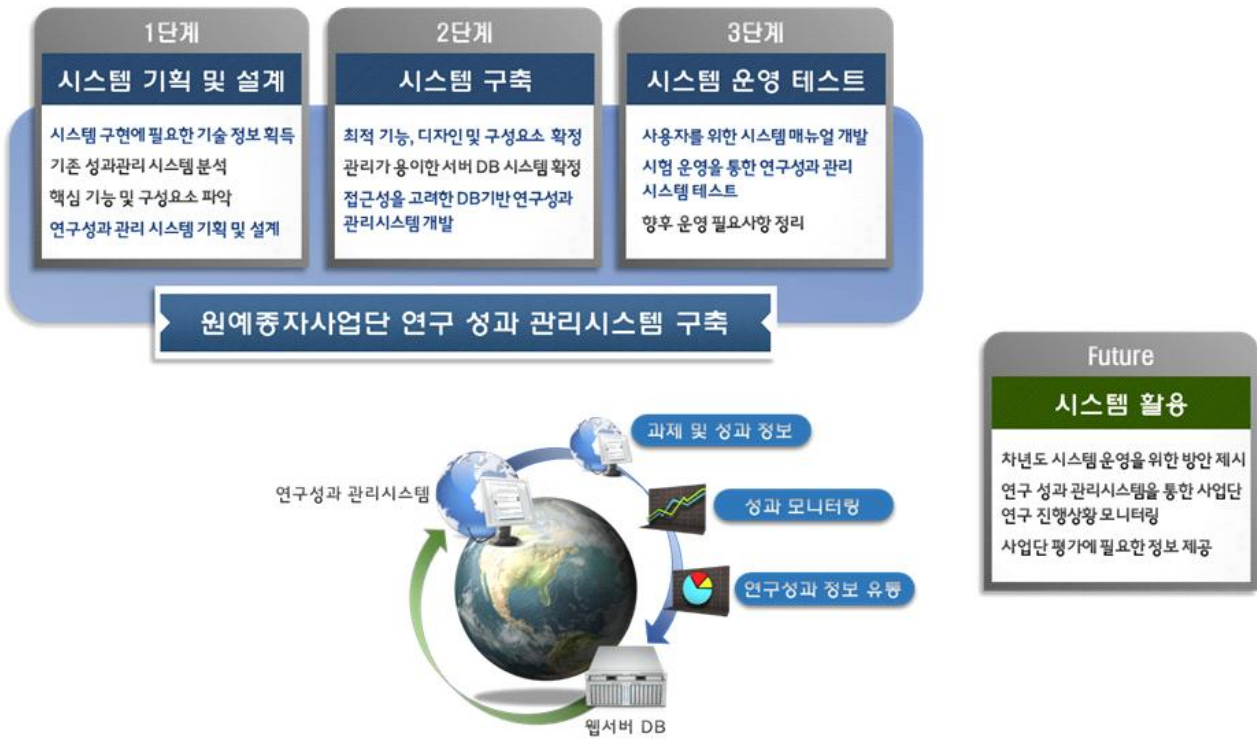 1단계
시스템 기획 및 설계
시스템 구현에 필요한 기술 정보 획득
기존 성과관리 시스템 분석
핵심 기능 및 구성요소 파악
연구성과 관리 시스템 기획 및 설계
2단계
시스템 구축
최적 기능, 디자인 및 구성요소 확정
관리가 용이한 서버 DB 시스템 확정
접근성을 고려한 DB기반 연구성과
관리시스템 개발
3단계
시스템 운영 테스트
사용자를 위한 시스템 매뉴얼 개발
시험 운영을 통한 연구성과 관리
시스템 테스트
향후 운영 필요사항 정리
원예종자사업단 연구 성과 관리시스템 구축
Future
시스템 활용
차년도 시스템 운영을 위한 방안 제시
연구 성과 관리시스템을 통한 사업단
연구 진행상황 모니터링
사업단 평가에 필요한 정보 제공
과제 및 성과 정보
연구성과 관리시스템
성과 모니터링
연구성과 정보 유통
웹서버 DB